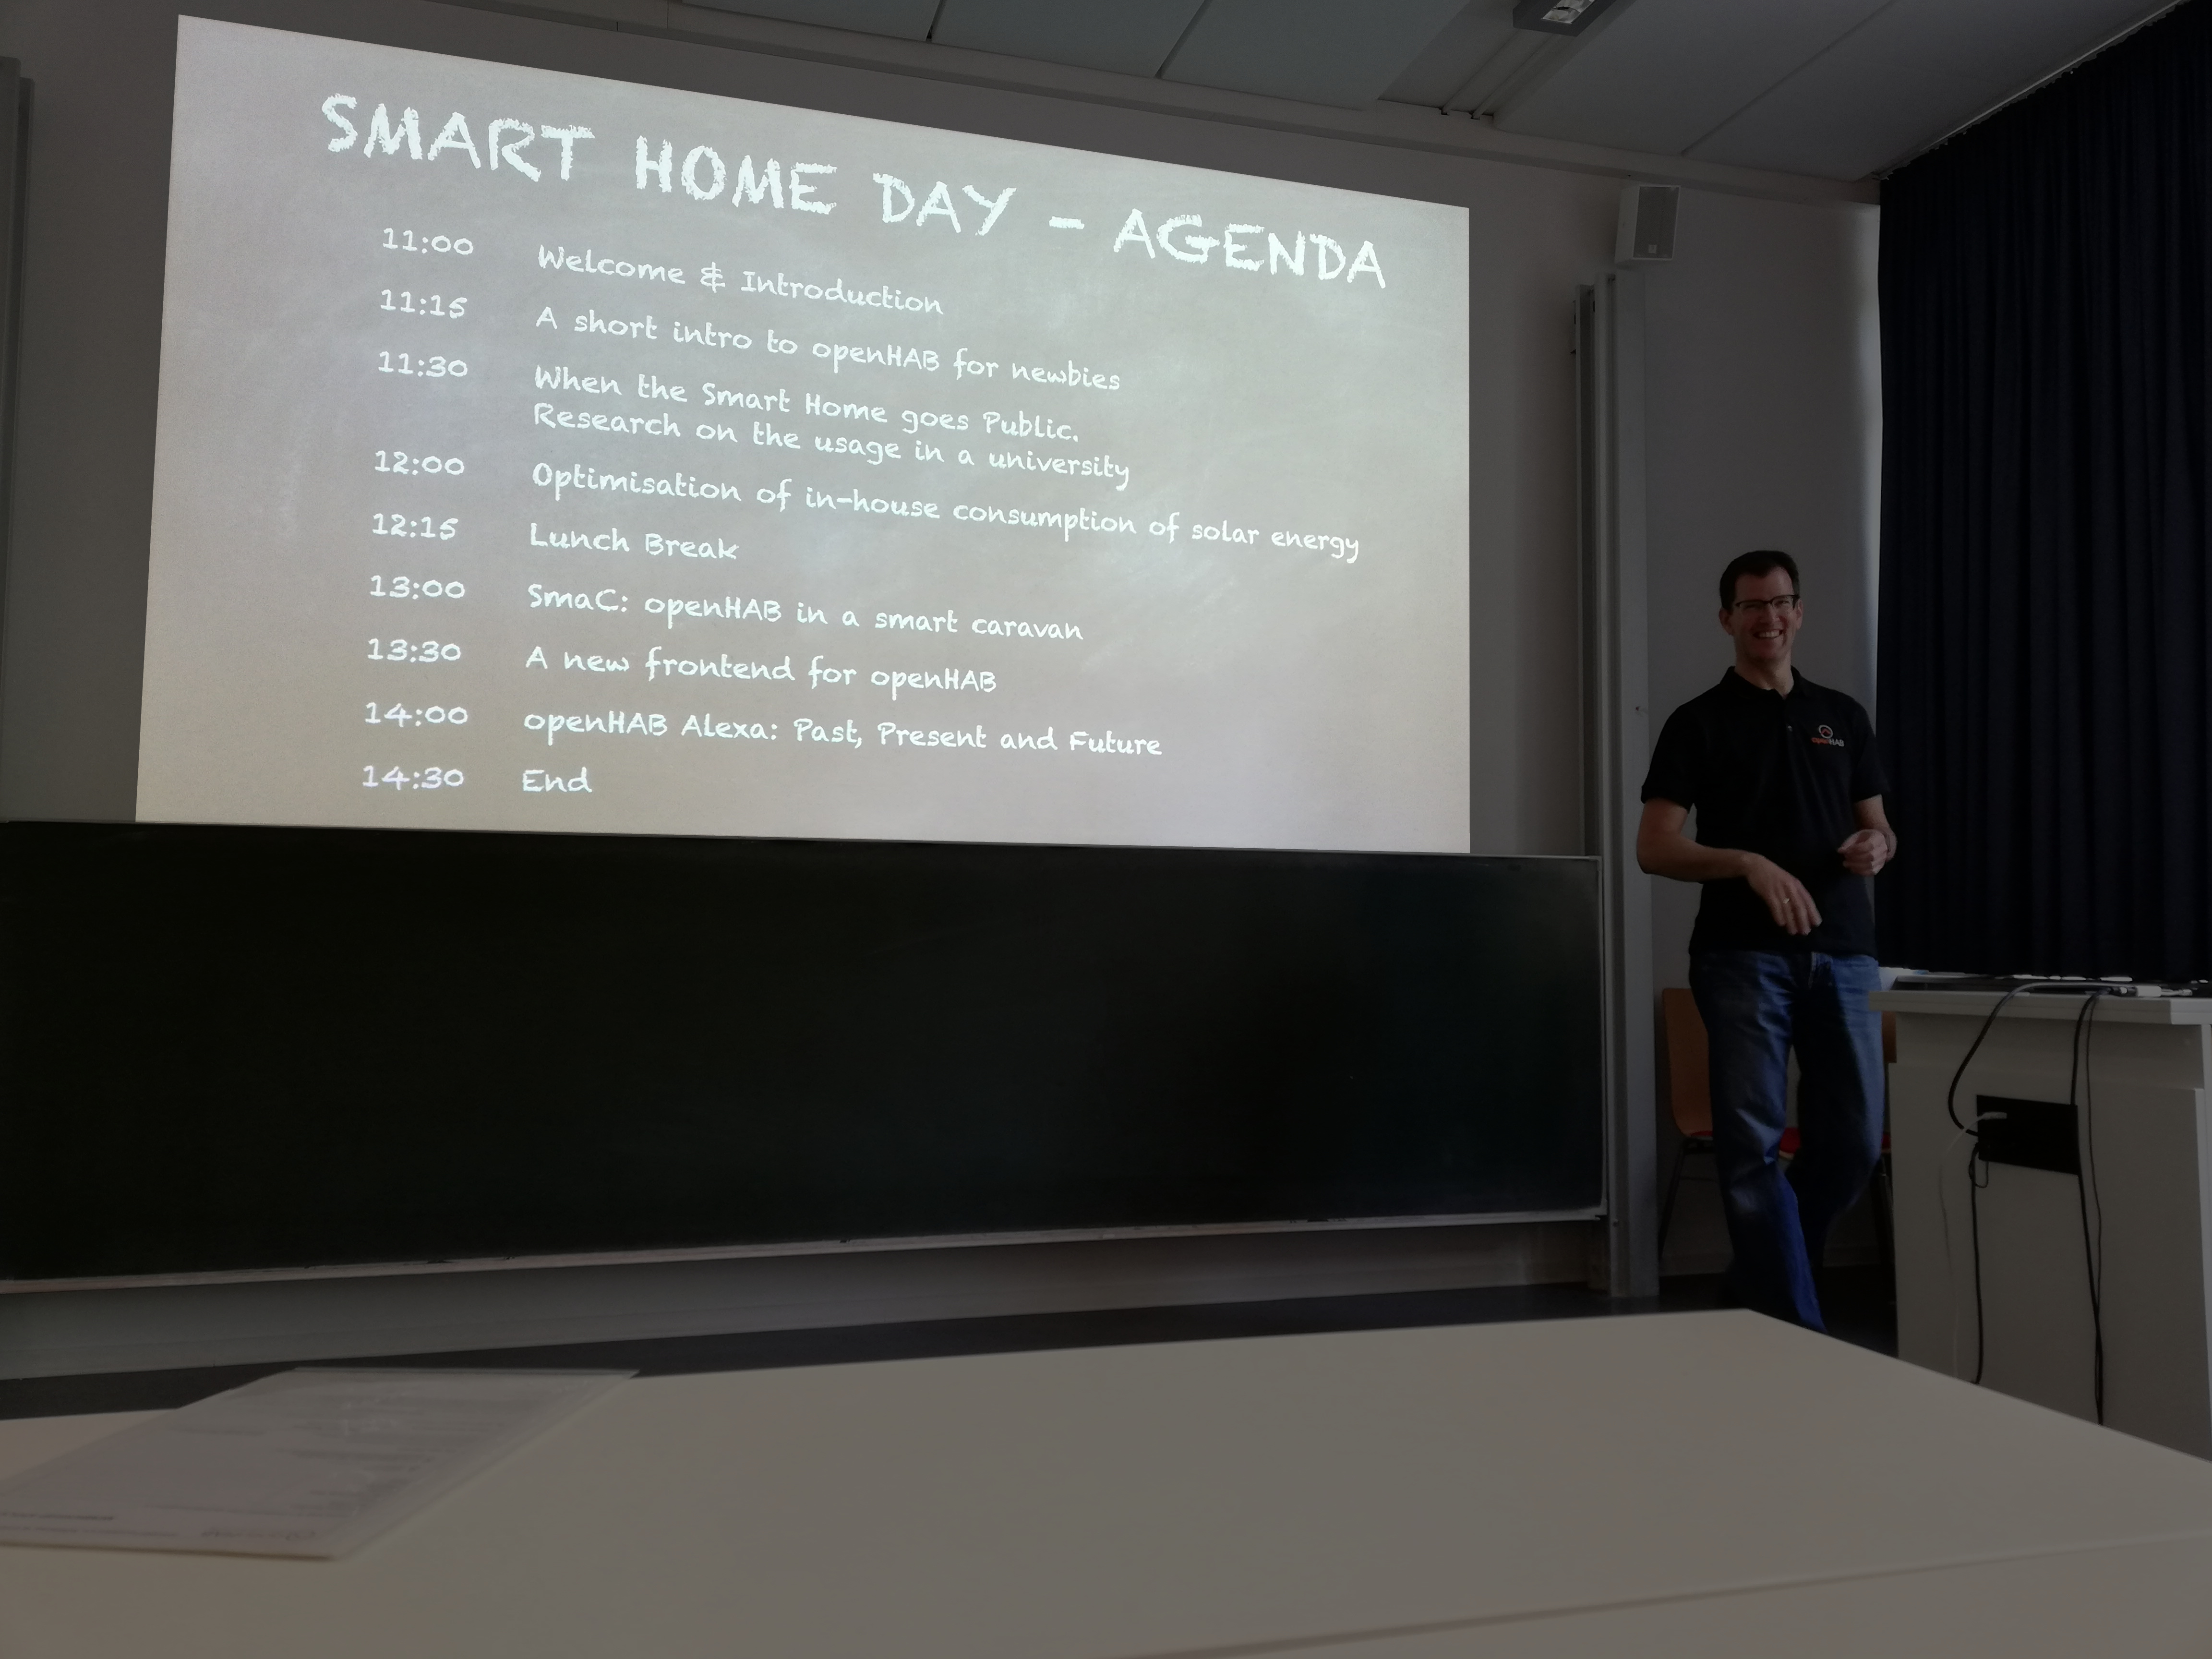 SMART HOME DAY - AGENDA
11:00 Welcome & Introduction
11:15 A short intro to openHAB for newbies
11:30 When the Smart Home goes Public.
Research on the usage in a university
12:00 Optimisation of in-house consumption of solar energy
12:15 Lunch Break
13:00 SmaC: openHAB in a smart caravan
13:30 A new frontend for openHAB
14:00 openHAB Alexa: Past, Present and Future
14:30 End
openHAB